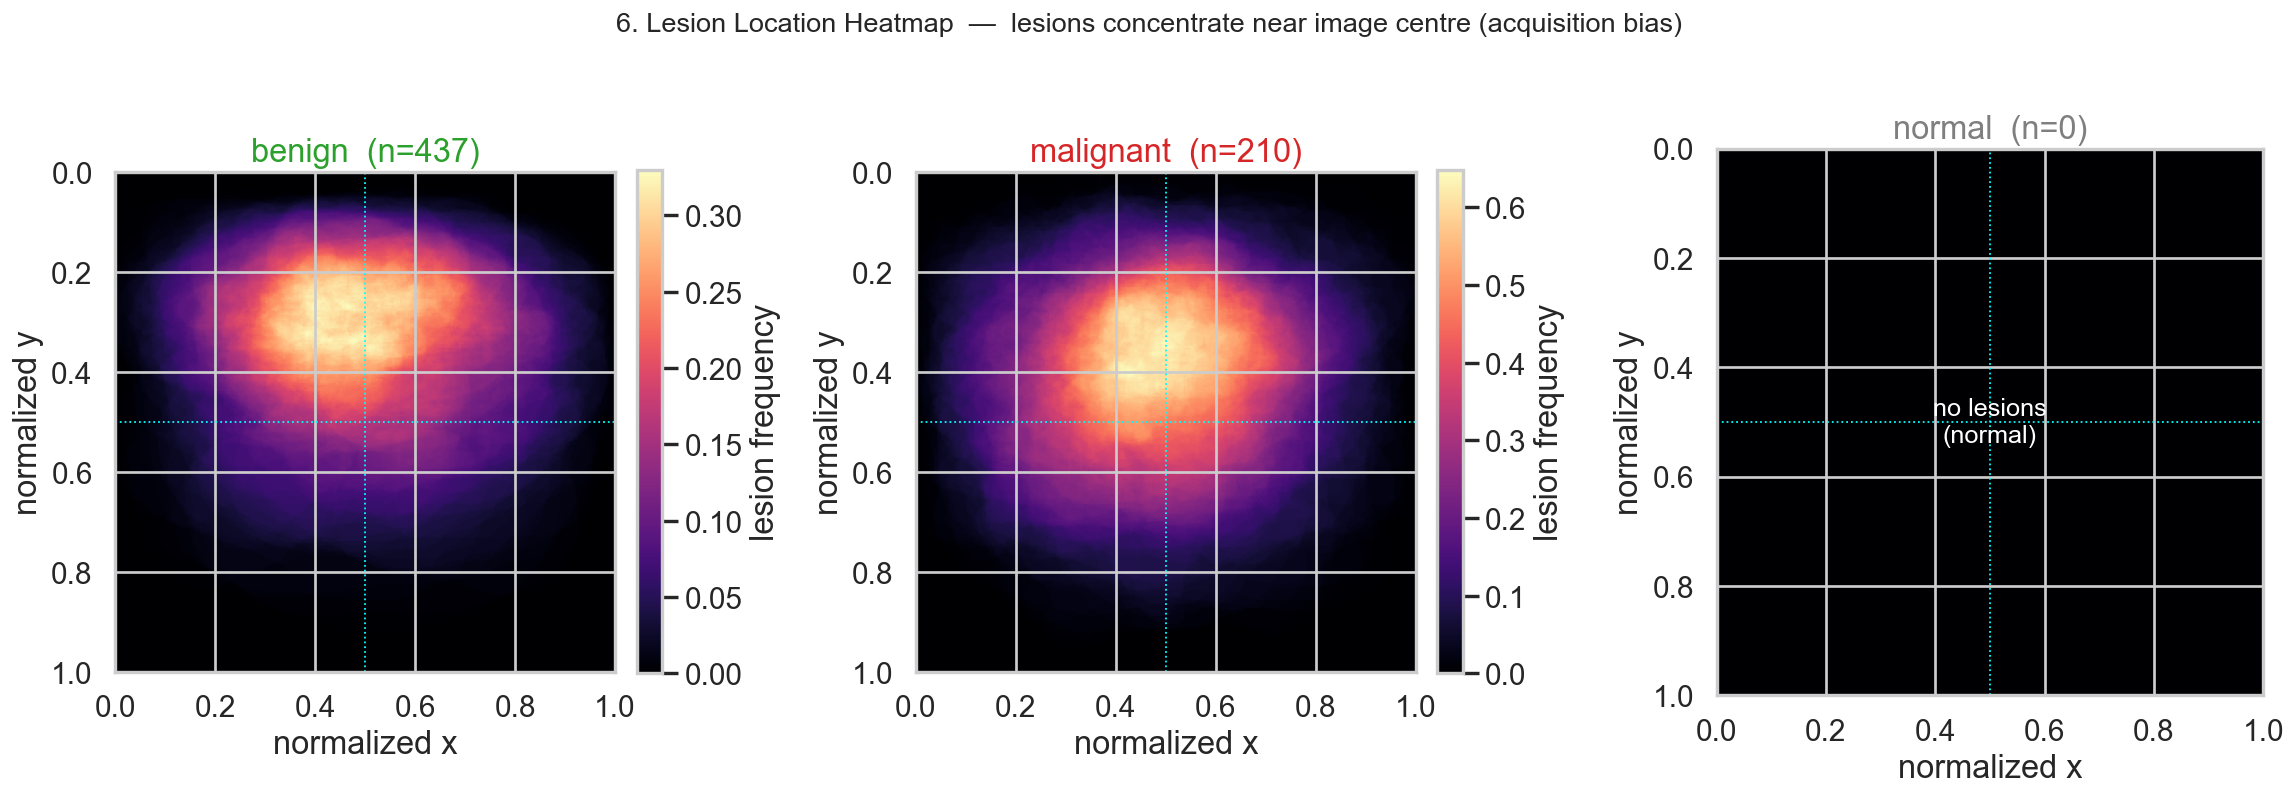 6. Lesion Location Heatmap — lesions concentrate near image centre (acquisition bias)
benign (n=437)
0.0
0.2
0.4
0.6
0.8
1.0
normalized y
0.0 0.2 0.4 0.6 0.8 1.0
normalized x
0.30
0.25
0.20
0.15
0.10
0.05
0.00
lesion frequency
malignant (n=210)
0.0
0.2
0.4
0.6
0.8
1.0
normalized y
0.0 0.2 0.4 0.6 0.8 1.0
normalized x
0.6
0.5
0.4
0.3
0.2
0.1
0.0
lesion frequency
normal (n=0)
0.0
0.2
0.4
0.6
0.8
1.0
normalized y
no lesions
(normal)
0.0 0.2 0.4 0.6 0.8 1.0
normalized x